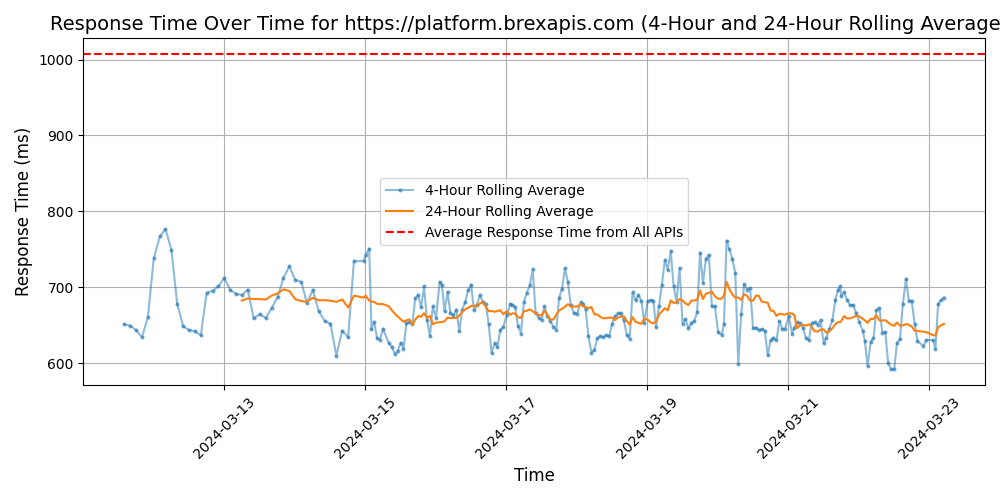 Response Time Over Time for https://platform.brexapis.com (4-Hour and 24-Hour Rolling Average
Response Time (ms)
1000
900
800
700
600
4-Hour Rolling Average
24-Hour Rolling Average
Average Response Time from All APIs
2024-03-13
2024-03-15
2024-03-17
2024-03-19
2024-03-21
2024-03-23
Time